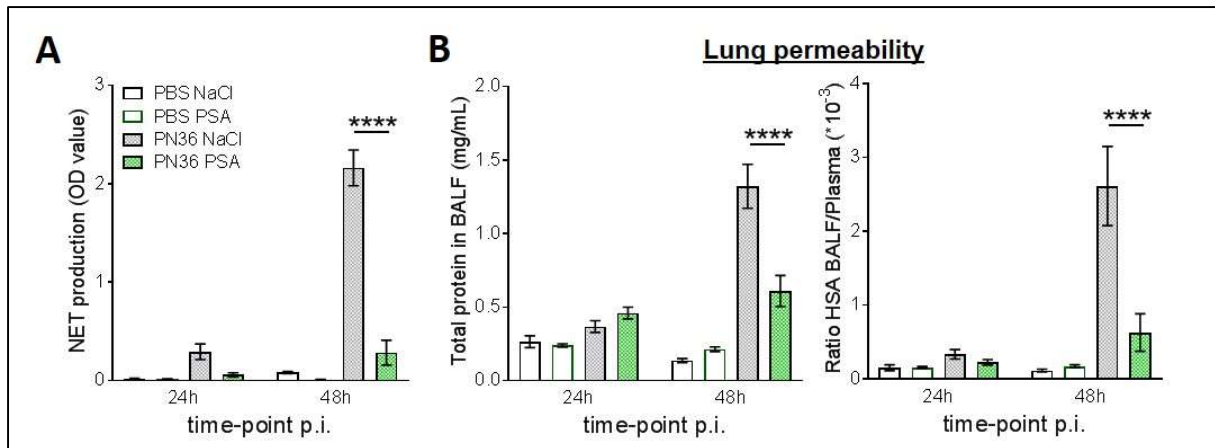 A
NET production (OD value)
3
2
1
0
PBS NaCl
PBS PSA
PN36 NaCl
PN36 PSA
****
24h
48h
time-point p.i.
B
Lung permeability
Total protein in BALF (mg/mL)
2.0
1.5
1.0
0.5
0.0
****
24h
48h
time-point p.i.
Ratio HSA BALF/Plasma (*10-3)
4
3
2
1
0
****
24h
48h
time-point p.i.